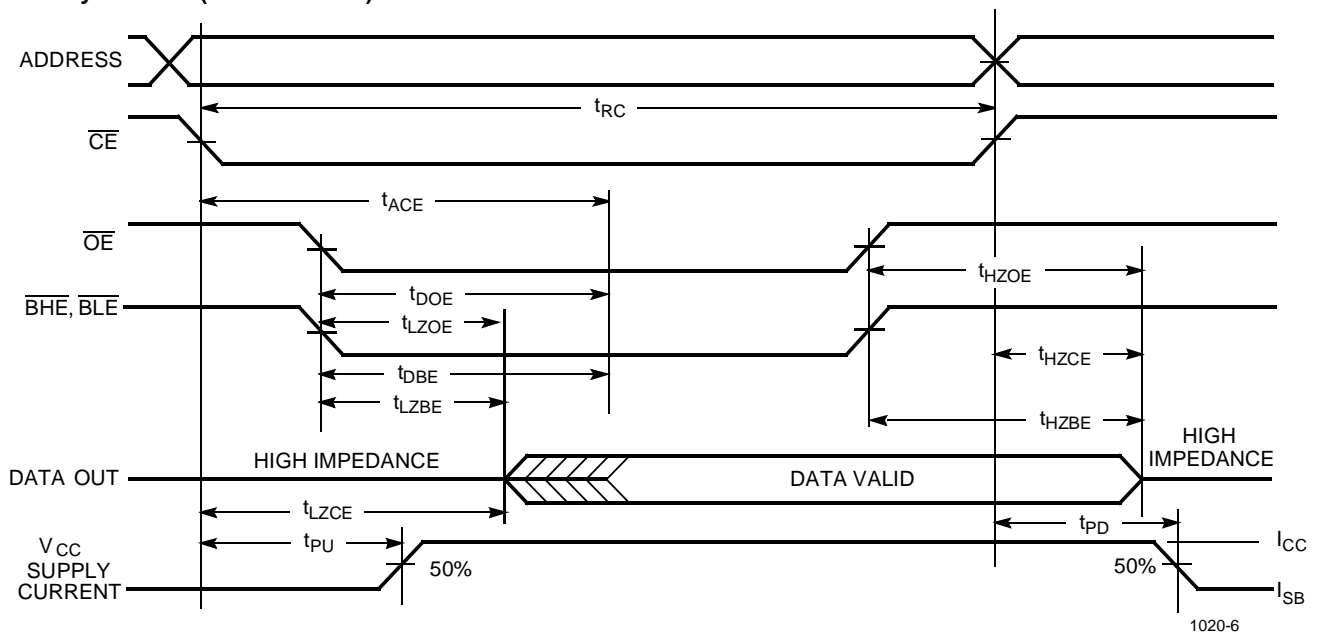 ADDRESS
tRC
CE
tACE
OE
tHZOE
tDOE
BHE, BLE
tLZOE
tHZCE
tDBE
tLZBE
tHZBE
HIGH
IMPEDANCE
HIGH IMPEDANCE
DATA OUT
DATA VALID
tLZCE
tPD
VCC
SUPPLY
CURRENT
tPU
ICC
50%
50%
ISB
1020-6